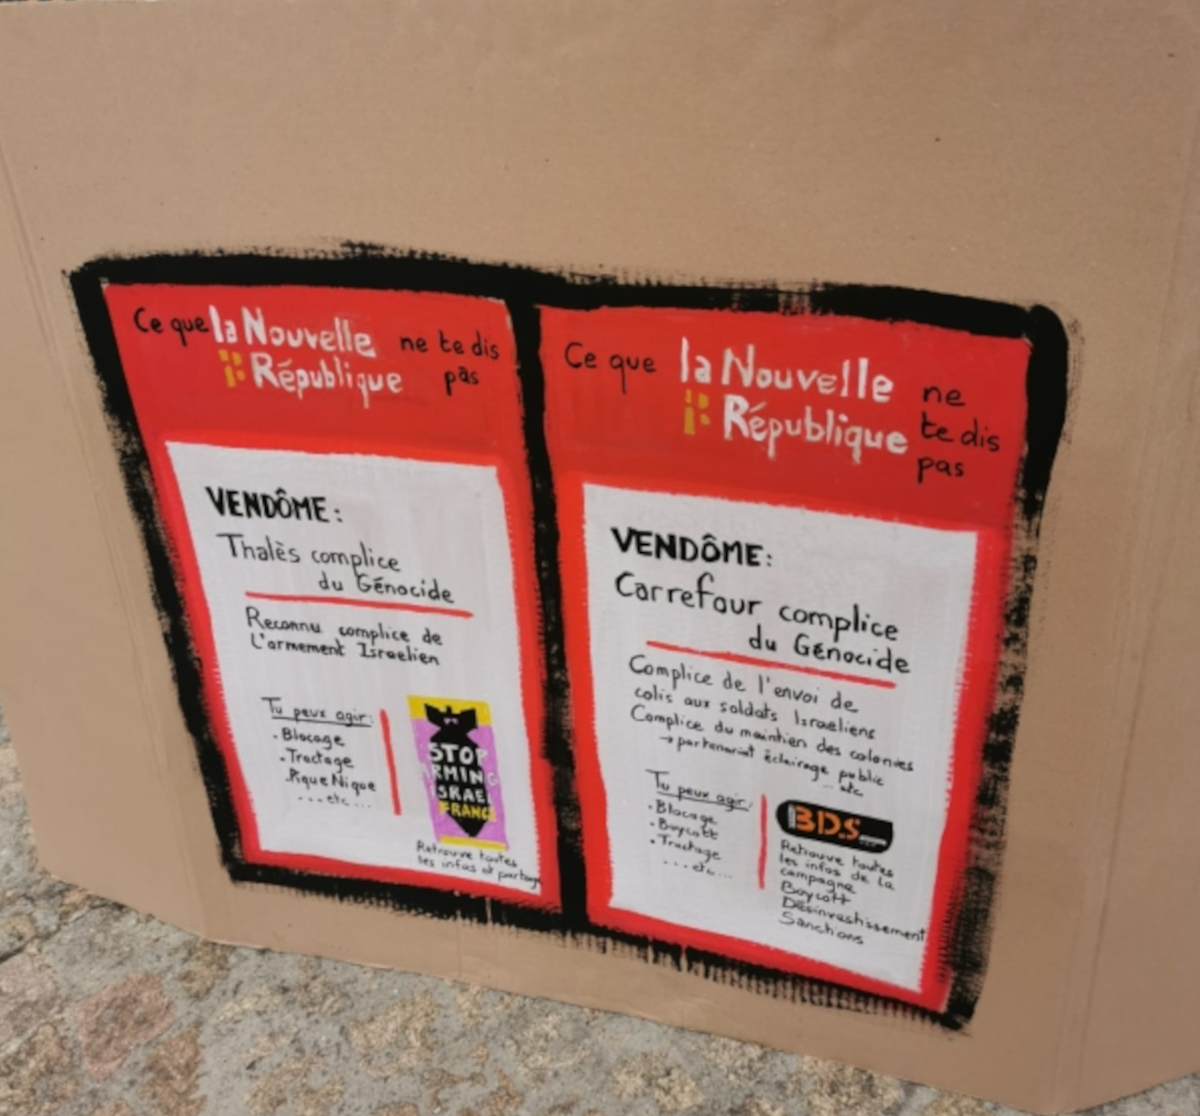 Ce que la Nouvelle ne te dis
République pas
VENDÔME:
Thalès complice
du Génocide
Reconnu complice de
l'armement Israelien
Tu peux agir:
. Blocage
. Tractage
. Pique Nique
...etc...
STOP
RMING
ISRAEL
FRANCE
Retrouve toutes
les infos et partage
Ce que la Nouvelle ne
République te dis
pas
VENDÔME:
Carrefour complice
du Génocide
Complice de l'envoi de
colis aux soldats Israeliens
Complice du maintien des colonies
→ partenariat éclairage public
... etc
Tu peux agir:
. Blocage
. Boycott
. Tractage
...etc...
BDS
Retrouve toutes
les infos de la
campagne
Boycott
Désinvestissement
Sanctions